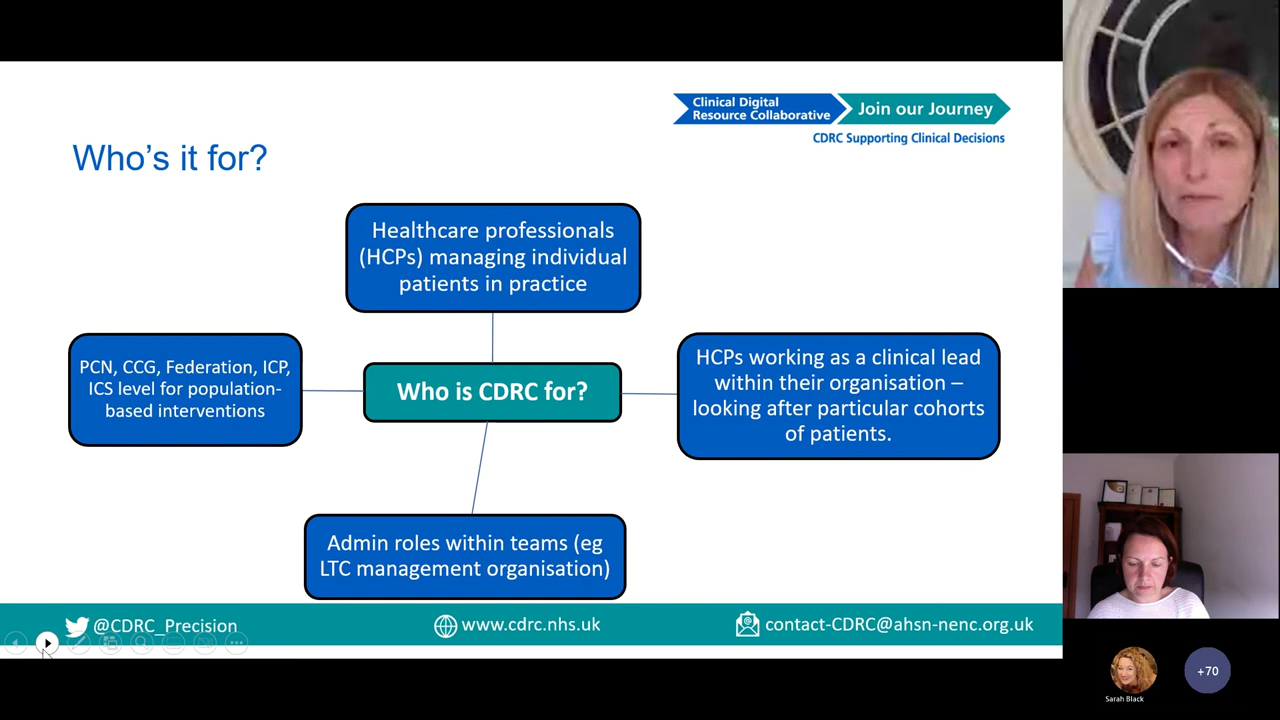 Clinical Digital
Resource Collaborative
Join our Journey
CDRC Supporting Clinical Decisions
Who's it for?
Healthcare professionals
(HCPs) managing individual
patients in practice
PCN, CCG, Federation, ICP,
ICS level for population-
based interventions
Who is CDRC for?
HCPs working as a clinical lead
within their organisation –
looking after particular cohorts
of patients.
Admin roles within teams (eg
LTC management organisation)
@CDRC_Precision
www.cdrc.nhs.uk
contact-CDRC@ahsn-nenc.org.uk
Sarah Black
+70